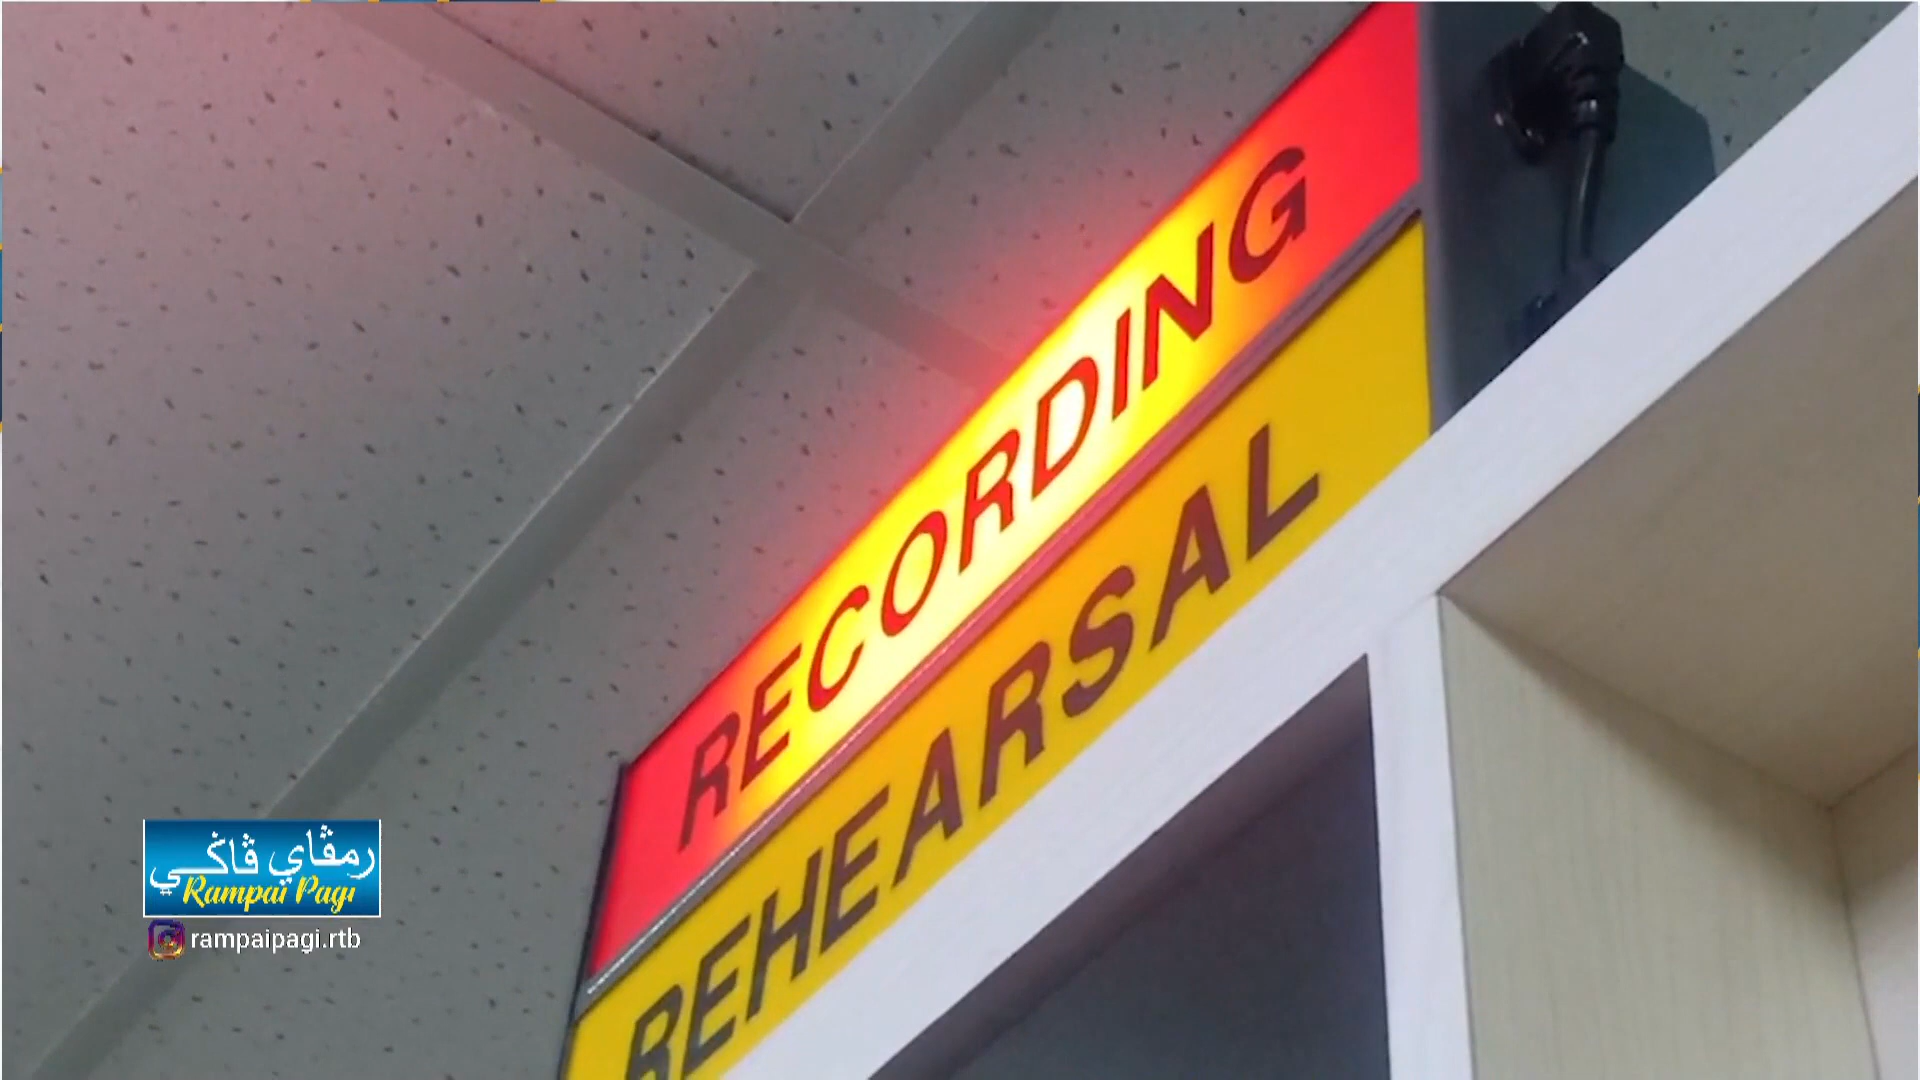 RECORDING
REHEARSAL
رمڤاي ڤاݢي
Rampai Pagi
rampaipagi.rtb